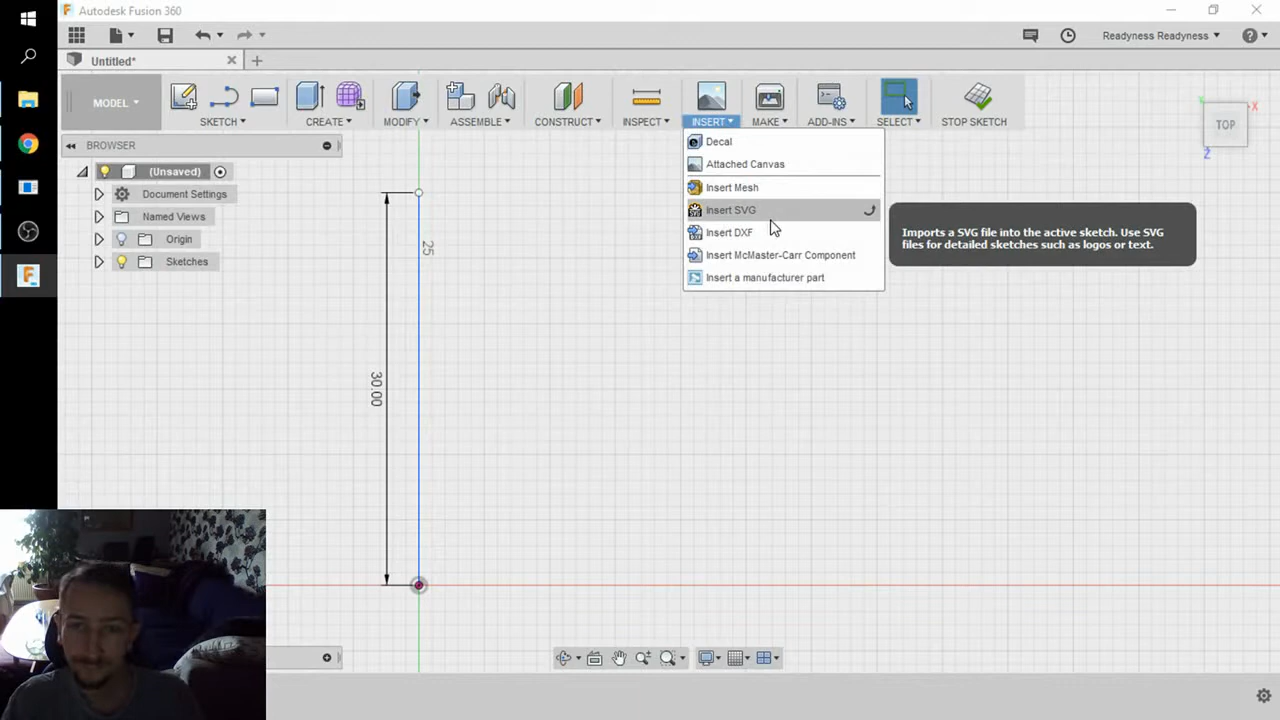 Autodesk Fusion 360
Readyness Readyness
Untitled*
MODEL
SKETCH
CREATE
MODIFY
ASSEMBLE
CONSTRUCT
INSPECT
INSERT
MAKE
ADD-INS
SELECT
STOP SKETCH
TOP
X
Y
Z
BROWSER
(Unsaved)
Document Settings
Named Views
Origin
Sketches
Decal
Attached Canvas
Insert Mesh
Insert SVG
Insert DXF
Insert McMaster-Carr Component
Insert a manufacturer part
Imports a SVG file into the active sketch. Use SVG
files for detailed sketches such as logos or text.
25
30.00